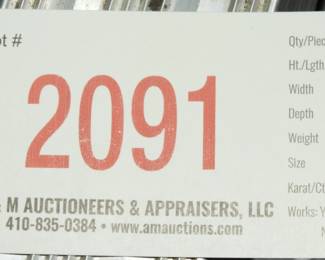 ot #
2091
& M AUCTIONEERS & APPRAISERS, LLC
410-835-0384 • www.amauctions.com
Qty/Piec
Ht./Lgth
Width
Depth
Weight
Size
Karat/Ct
Works: Y
N